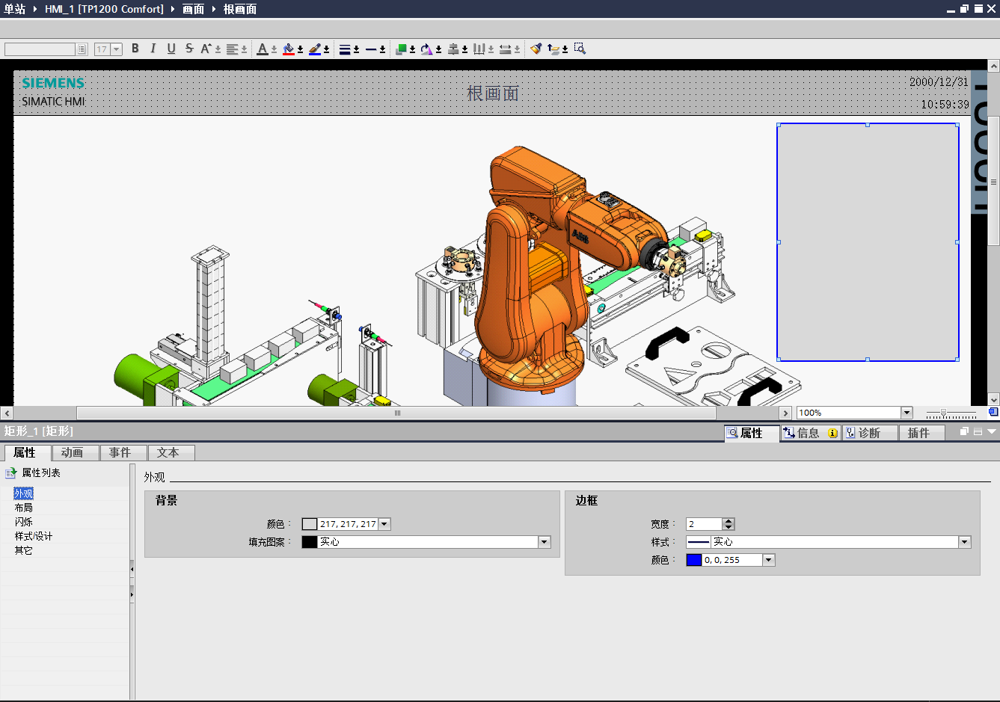 单站 HMI_1 [TP1200 Comfort] 画面 根画面
17 B I U S A A
SIEMENS
SIMATIC HMI
根画面
2000/12/31
10:59:39
TOUCH
100%
矩形_1 [矩形]
属性 信息 诊断 插件
属性 动画 事件 文本
属性列表
外观
布局
闪烁
样式/设计
其它
外观
背景
颜色: 217, 217, 217
填充图案: 实心
边框
宽度: 2
样式: 实心
颜色: 0, 0, 255